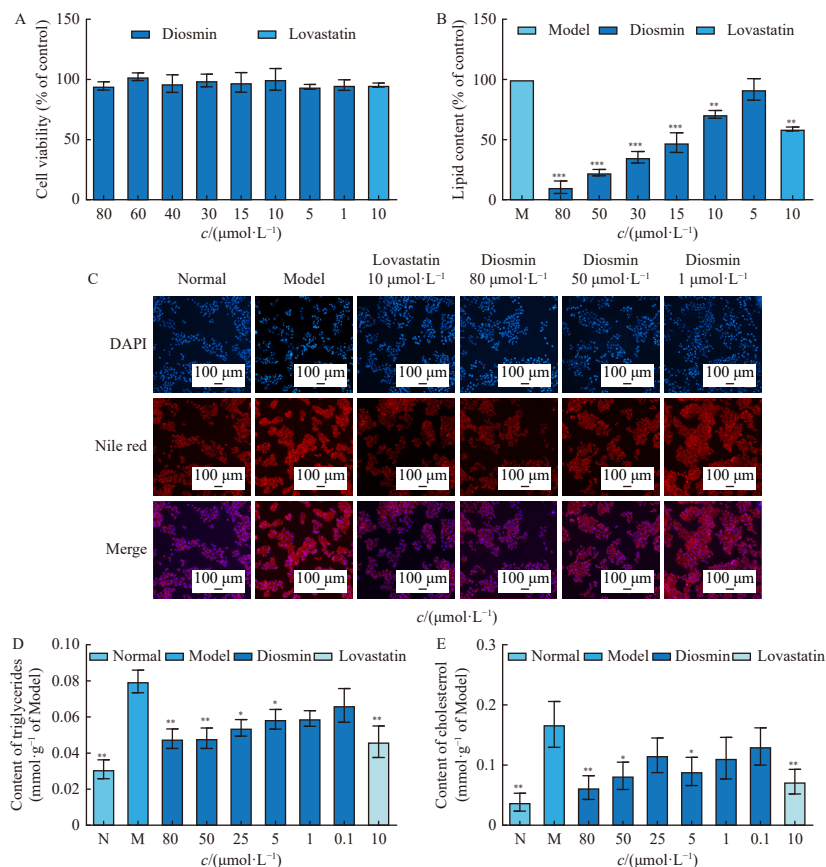 A
Diosmin Lovastatin
Cell viability (% of control)
150
100
50
0
80 60 40 30 15 10 5 1 10
c/(μmol·L⁻¹)
B
Model Diosmin Lovastatin
Lipid content (% of control)
150
100
50
0
*** *** *** *** ** **
M 80 50 30 15 10 5 10
c/(μmol·L⁻¹)
C
Normal Model Lovastatin 10 μmol·L⁻¹ Diosmin 80 μmol·L⁻¹ Diosmin 50 μmol·L⁻¹ Diosmin 1 μmol·L⁻¹
DAPI
100 μm 100 μm 100 μm 100 μm 100 μm 100 μm
Nile red
100 μm 100 μm 100 μm 100 μm 100 μm 100 μm
Merge
100 μm 100 μm 100 μm 100 μm 100 μm 100 μm
c/(μmol·L⁻¹)
D
Normal Model Diosmin Lovastatin
Content of triglycerides
(mmol·g⁻¹ of Model)
0.10
0.08
0.06
0.04
0.02
0
** ** ** * * **
N M 80 50 25 5 1 0.1 10
c/(μmol·L⁻¹)
E
Normal Model Diosmin Lovastatin
Content of cholesterrol
(mmol·g⁻¹ of Model)
0.3
0.2
0.1
0
** ** * * **
N M 80 50 25 5 1 0.1 10
c/(μmol·L⁻¹)